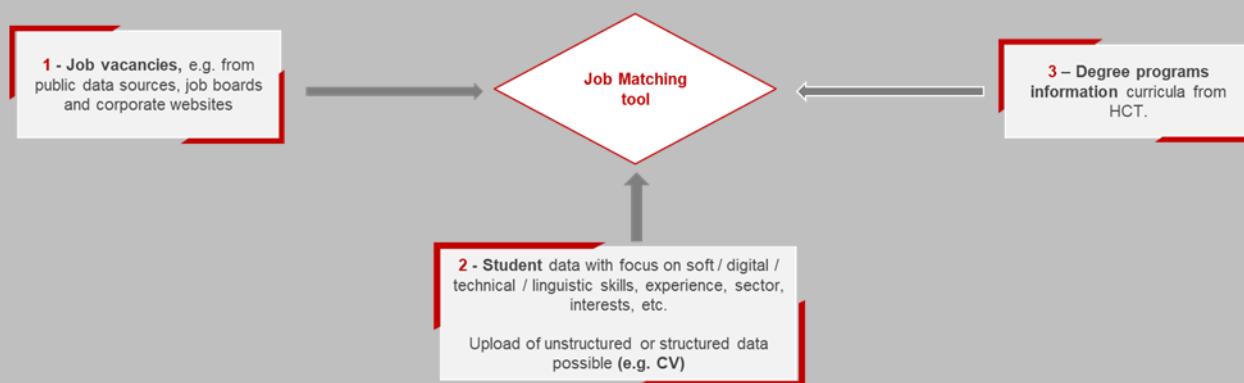 1 - Job vacancies, e.g. from
public data sources, job boards
and corporate websites
Job Matching
tool
3 – Degree programs
information curricula from
HCT.
2 - Student data with focus on soft / digital /
technical / linguistic skills, experience, sector,
interests, etc.
Upload of unstructured or structured data
possible (e.g. CV)